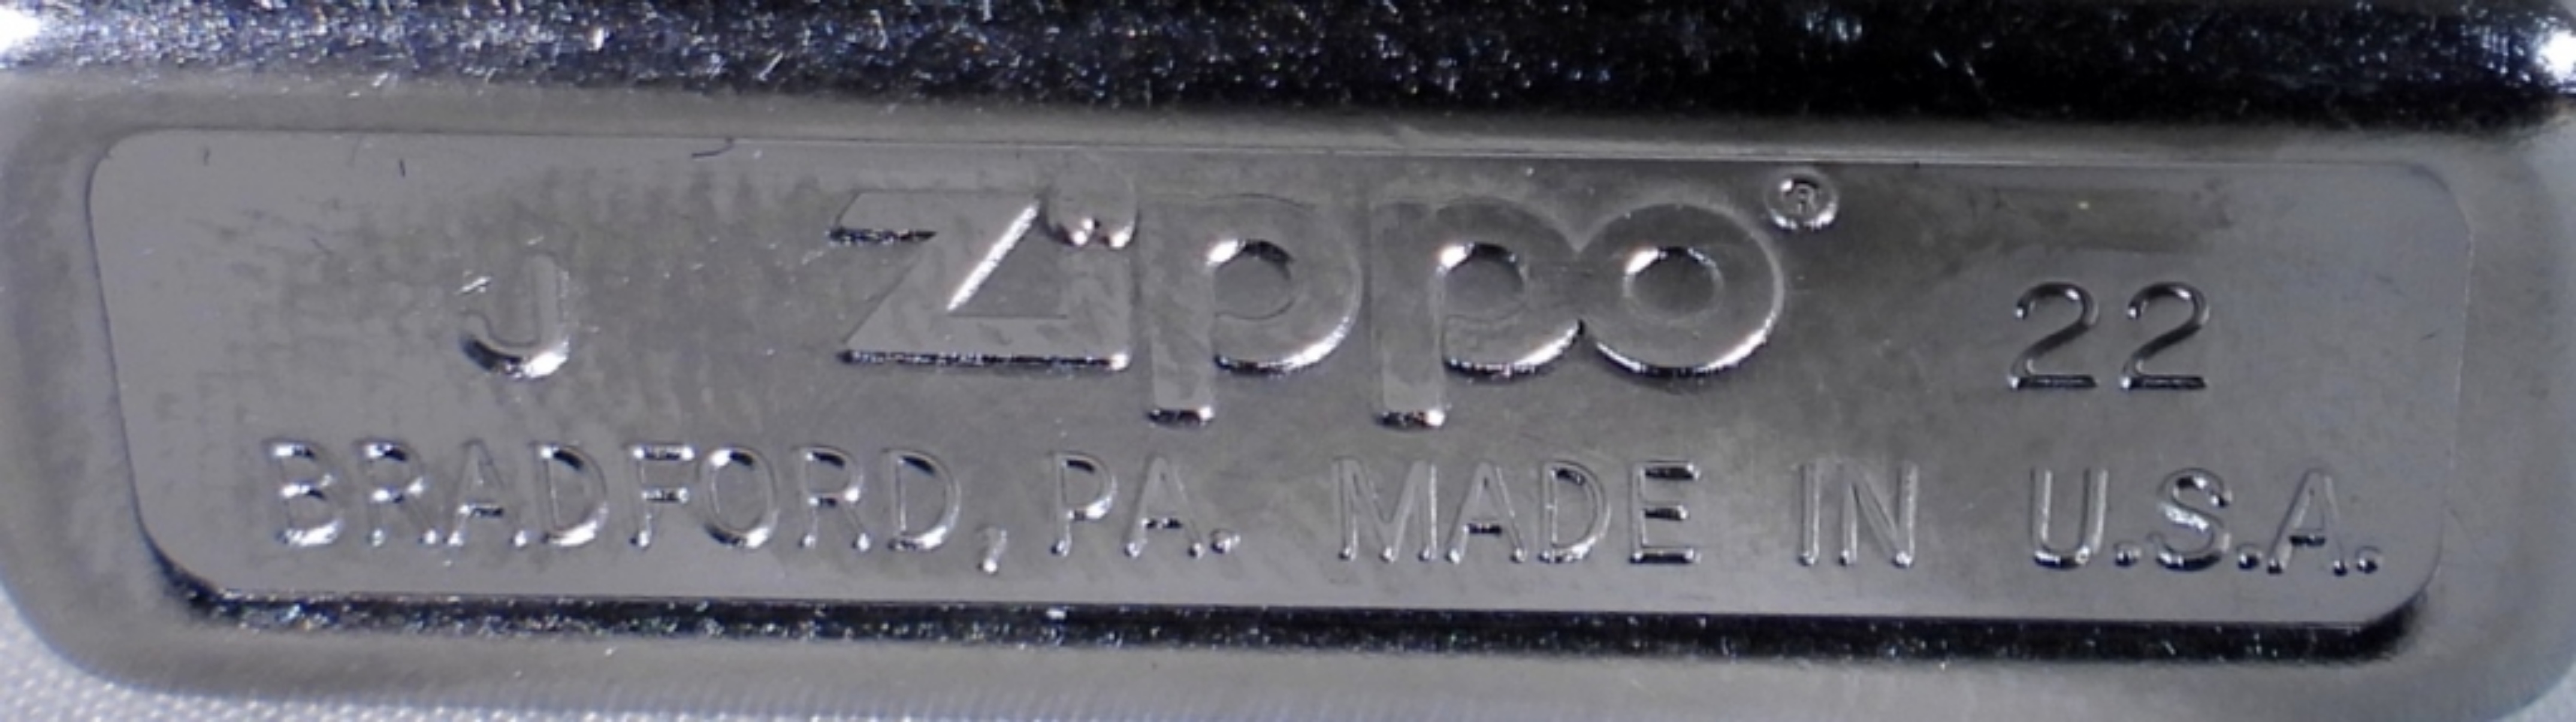 J Zippo® 22
BRADFORD, PA. MADE IN U.S.A.